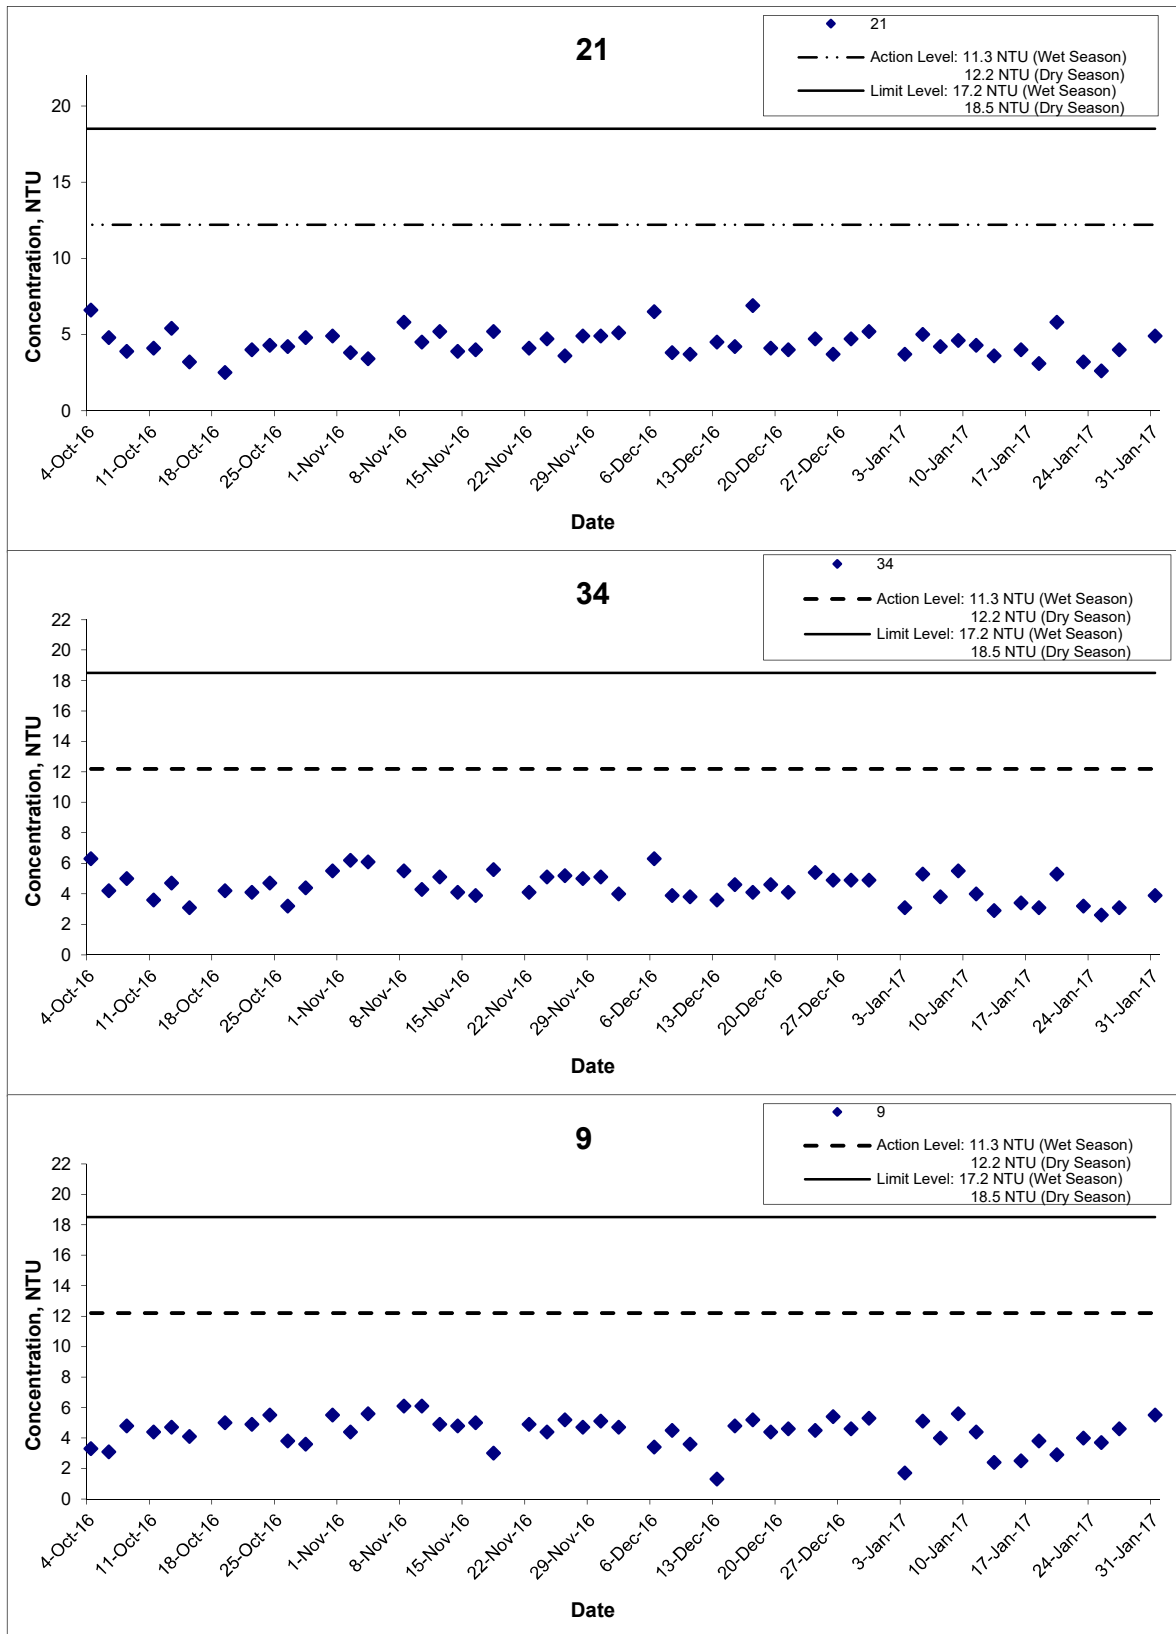 21
21
Action Level: 11.3 NTU (Wet Season)
12.2 NTU (Dry Season)
Limit Level: 17.2 NTU (Wet Season)
18.5 NTU (Dry Season)
Concentration, NTU
20
15
10
5
0
4-Oct-16
11-Oct-16
18-Oct-16
25-Oct-16
1-Nov-16
8-Nov-16
15-Nov-16
22-Nov-16
29-Nov-16
6-Dec-16
13-Dec-16
20-Dec-16
27-Dec-16
3-Jan-17
10-Jan-17
17-Jan-17
24-Jan-17
31-Jan-17
Date
34
34
Action Level: 11.3 NTU (Wet Season)
12.2 NTU (Dry Season)
Limit Level: 17.2 NTU (Wet Season)
18.5 NTU (Dry Season)
Concentration, NTU
22
20
18
16
14
12
10
8
6
4
2
0
4-Oct-16
11-Oct-16
18-Oct-16
25-Oct-16
1-Nov-16
8-Nov-16
15-Nov-16
22-Nov-16
29-Nov-16
6-Dec-16
13-Dec-16
20-Dec-16
27-Dec-16
3-Jan-17
10-Jan-17
17-Jan-17
24-Jan-17
31-Jan-17
Date
9
9
Action Level: 11.3 NTU (Wet Season)
12.2 NTU (Dry Season)
Limit Level: 17.2 NTU (Wet Season)
18.5 NTU (Dry Season)
Concentration, NTU
22
20
18
16
14
12
10
8
6
4
2
0
4-Oct-16
11-Oct-16
18-Oct-16
25-Oct-16
1-Nov-16
8-Nov-16
15-Nov-16
22-Nov-16
29-Nov-16
6-Dec-16
13-Dec-16
20-Dec-16
27-Dec-16
3-Jan-17
10-Jan-17
17-Jan-17
24-Jan-17
31-Jan-17
Date